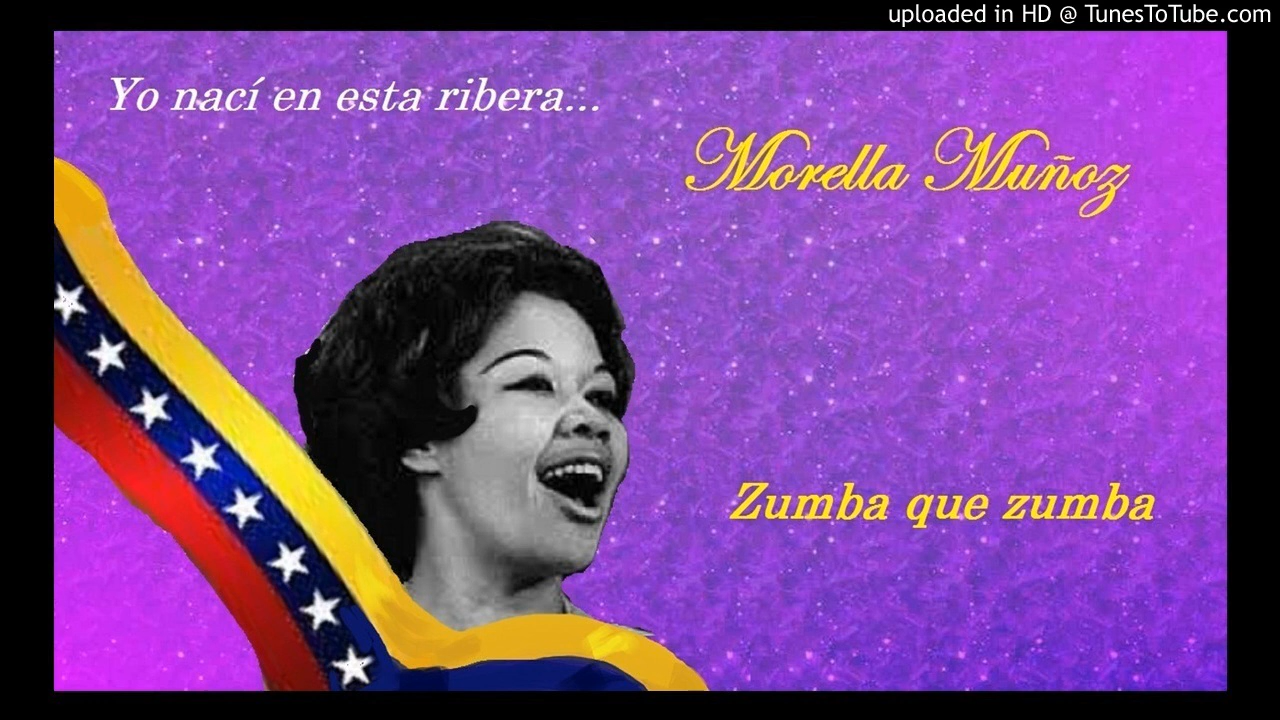 uploaded in HD @ TunesToTube.com
Yo nací en esta ribera...
Morella Muñoz
Zumba que zumba